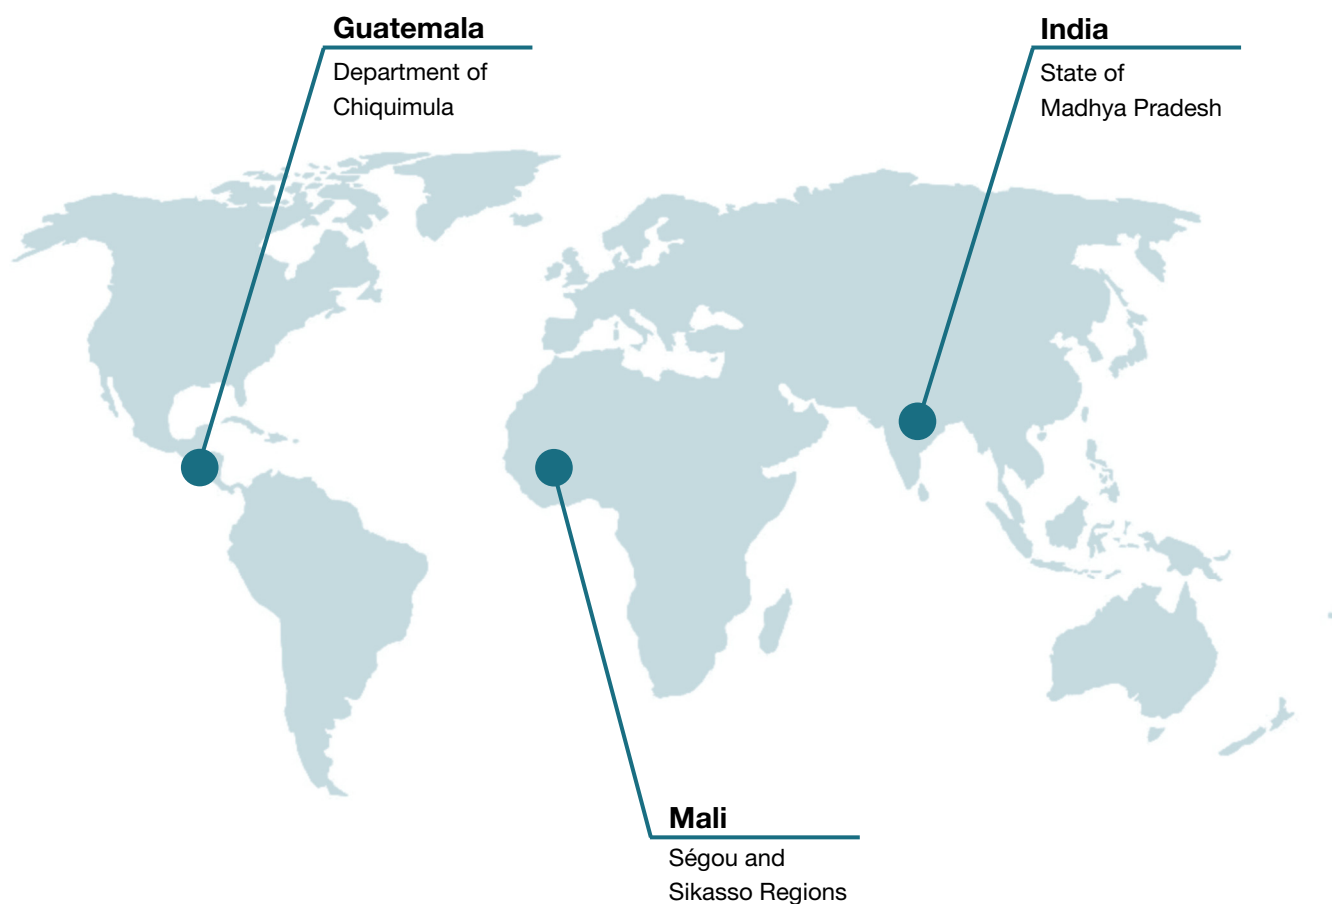 Guatemala
Department of
Chiquimula
India
State of
Madhya Pradesh
Mali
Ségou and
Sikasso Regions